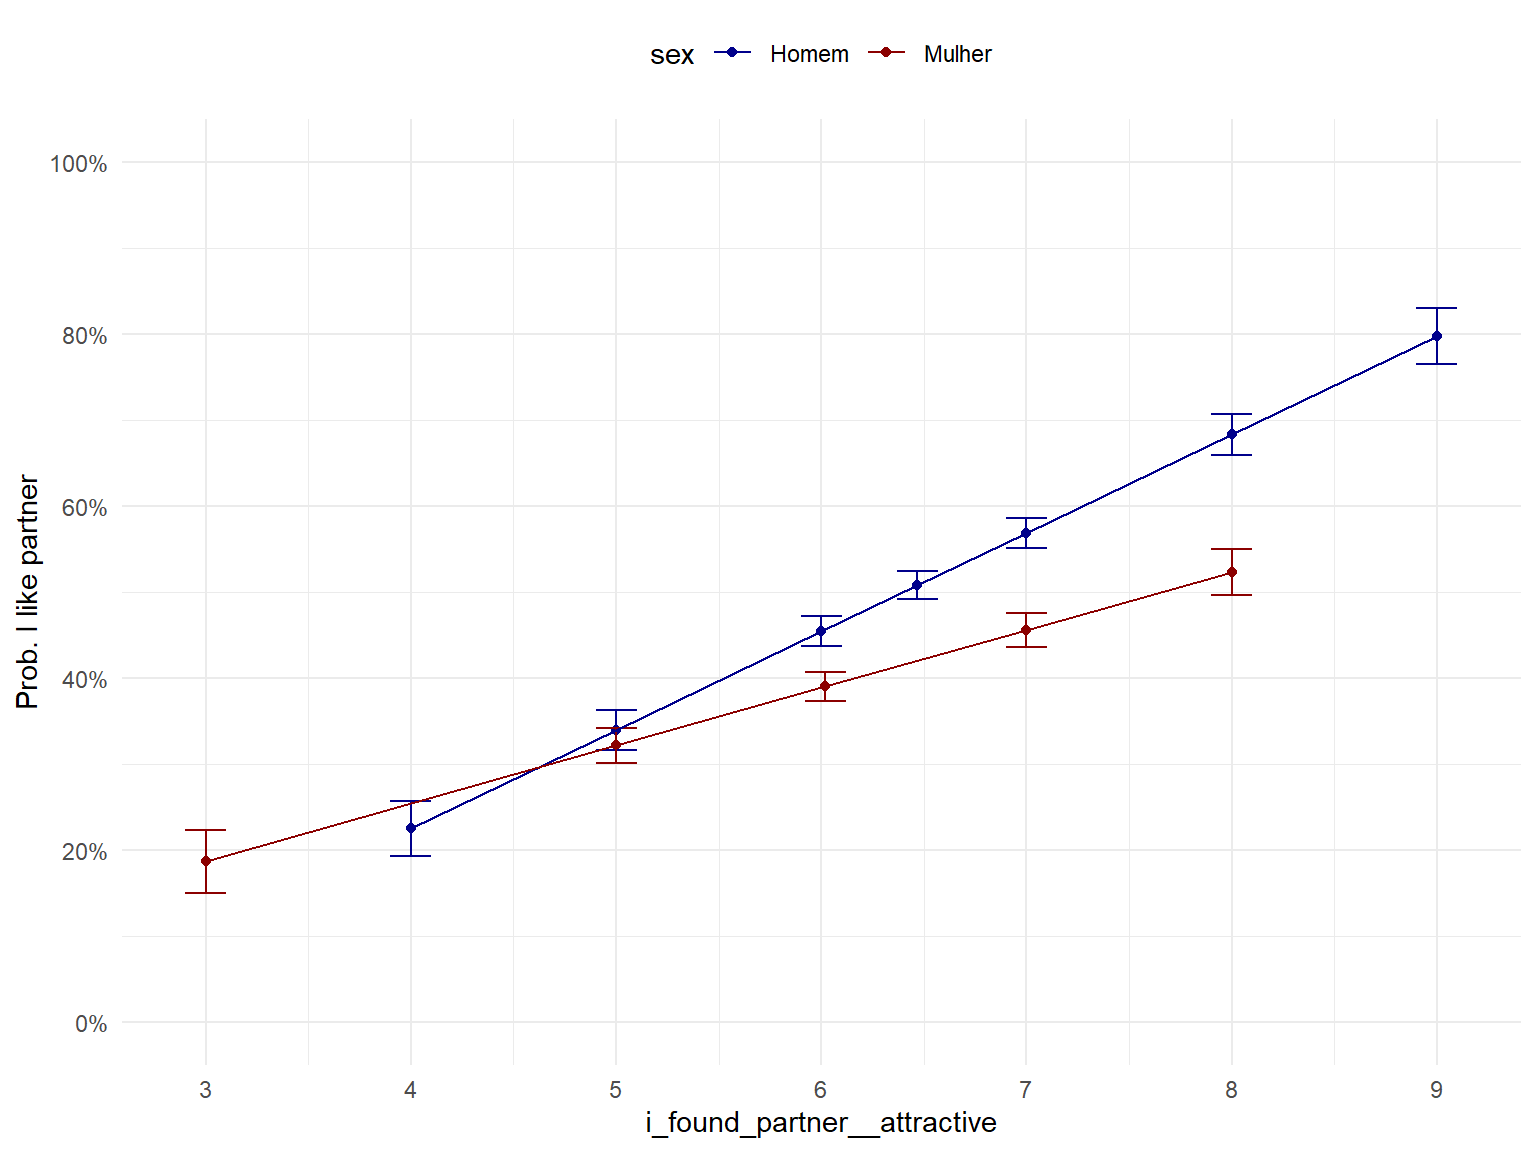 sex Homem Mulher
100%
80%
60%
40%
20%
0%
Prob. I like partner
3 4 5 6 7 8 9
i_found_partner__attractive